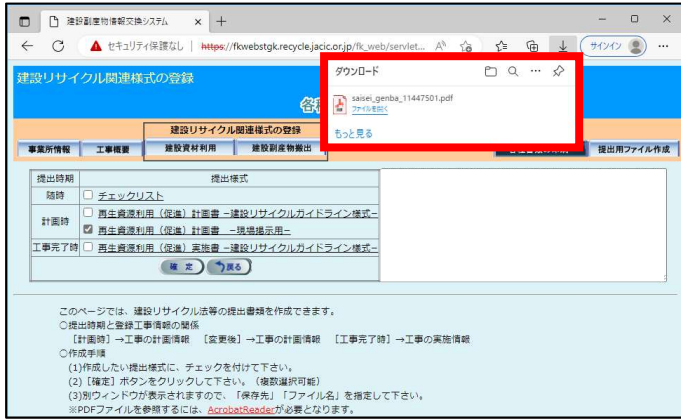 建設副産物情報交換システム
セキュリティ保護なし | https://fkwebstgk.recycle.jacic.or.jp/fk_web/servlet...
サインイン
建設リサイクル関連様式の登録
各種
ダウンロード
saisei_genba_11447501.pdf
ファイルを開く
もっと見る
建設リサイクル関連様式の登録
事業所情報 工事概要 建設資材利用 建設副産物搬出 提出用ファイル作成
提出時期 提出様式
随時 チェックリスト
計画時 再生資源利用（促進）計画書 －建設リサイクルガイドライン様式－
再生資源利用（促進）計画書 －現場掲示用－
工事完了時 再生資源利用（促進）実施書 －建設リサイクルガイドライン様式－
確 定 戻る
このページでは、建設リサイクル法等の提出書類を作成できます。
○提出時期と登録工事情報の関係
［計画時］→工事の計画情報 ［変更後］→工事の計画情報 ［工事完了時］→工事の実施情報
○作成手順
(1)作成したい提出様式に、チェックを付けて下さい。
(2)［確定］ボタンをクリックして下さい。（複数選択可能）
(3)別ウィンドウが表示されますので、「保存先」「ファイル名」を指定して下さい。
※PDFファイルを参照するには、AcrobatReaderが必要となります。